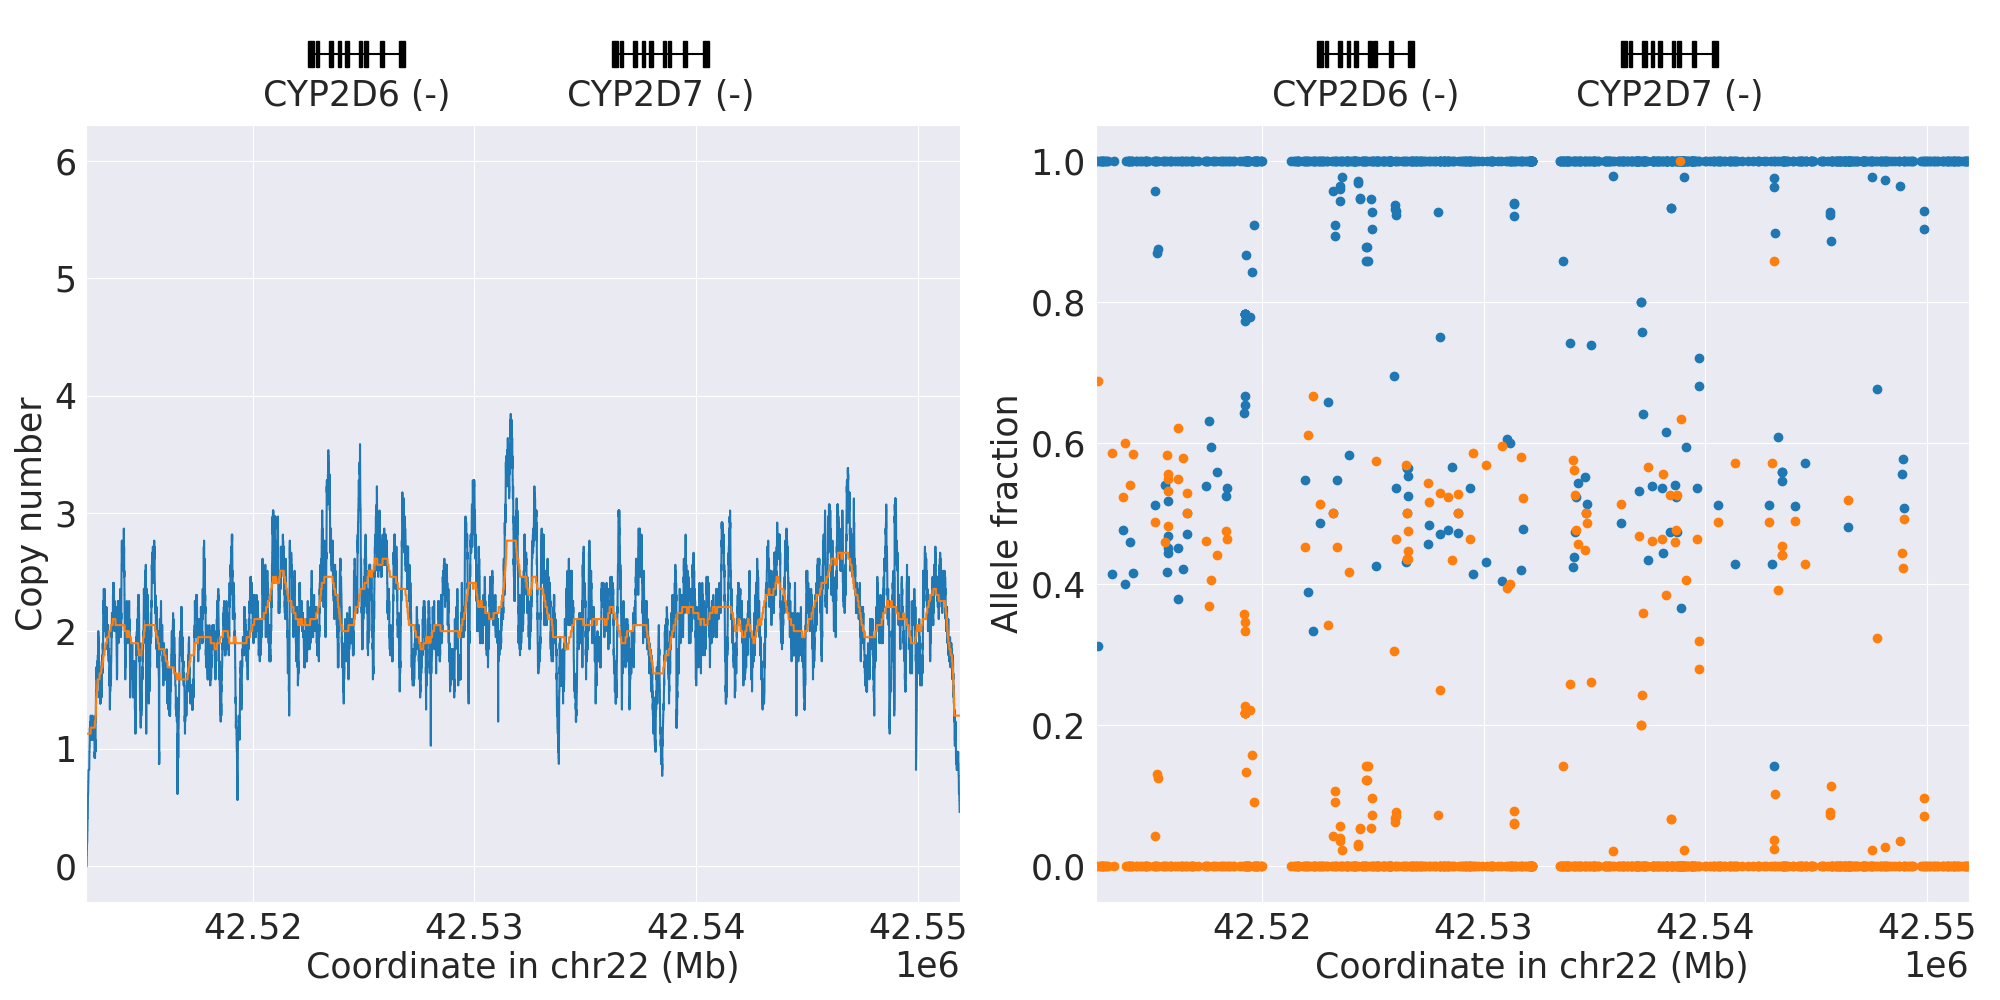 CYP2D6 (-) CYP2D7 (-)
6
5
4
3
2
1
0
Copy number
42.52 42.53 42.54 42.55
Coordinate in chr22 (Mb) 1e6
CYP2D6 (-) CYP2D7 (-)
1.0
0.8
0.6
0.4
0.2
0.0
Allele fraction
42.52 42.53 42.54 42.55
Coordinate in chr22 (Mb) 1e6